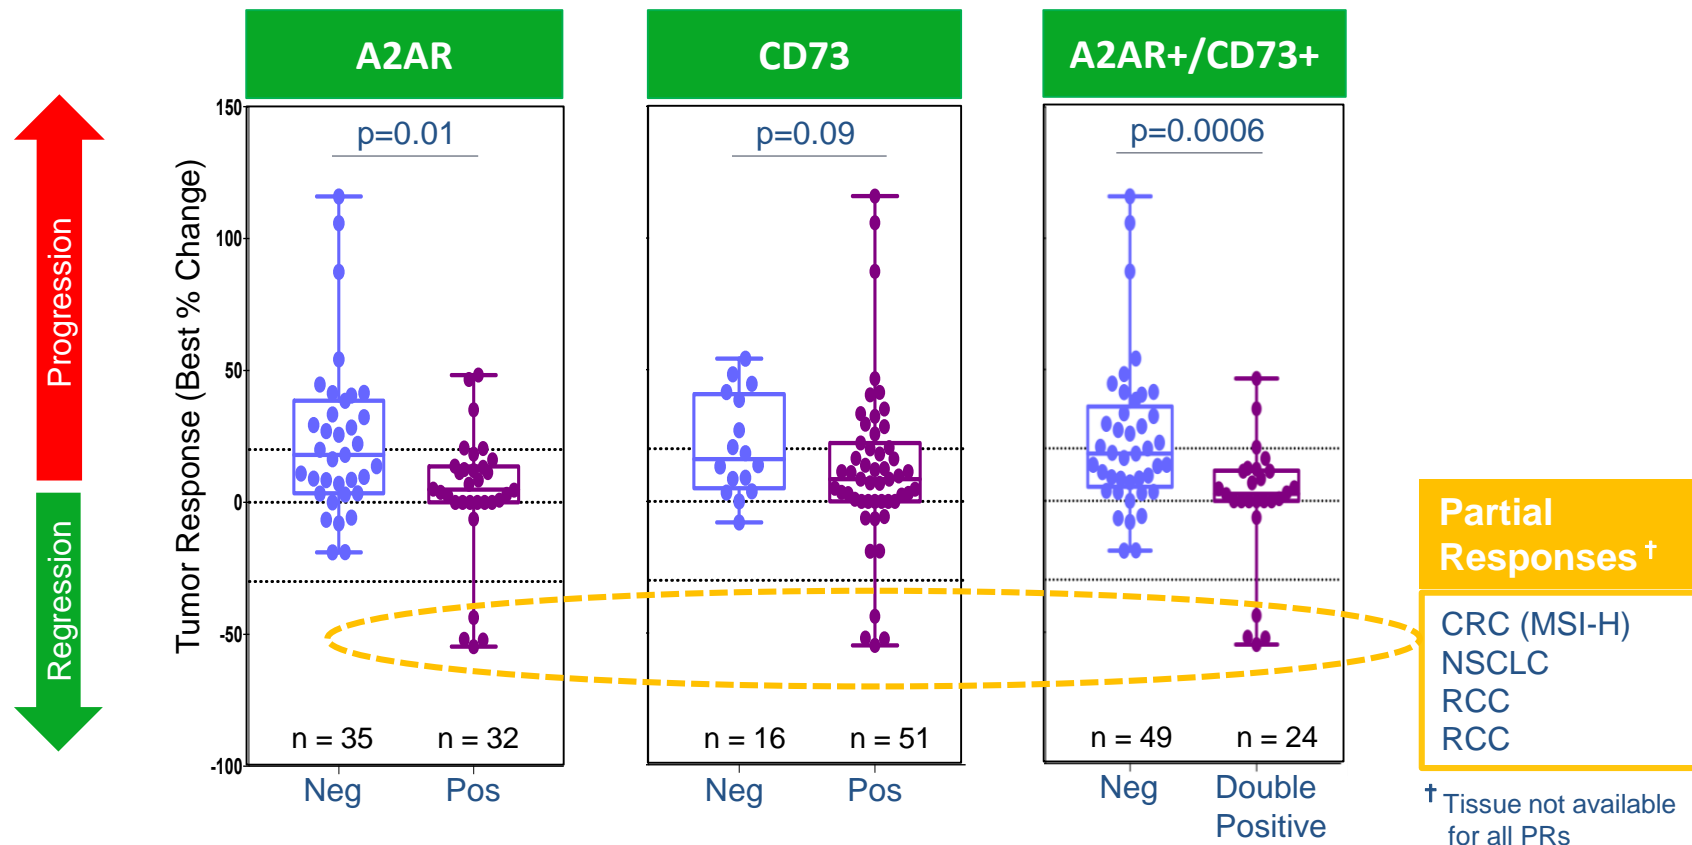 A2AR
CD73
A2AR+/CD73+
Progression
Regression
Tumor Response (Best % Change)
150
100
50
0
-50
-100
p=0.01
n = 35
n = 32
Neg
Pos
p=0.09
n = 16
n = 51
Neg
Pos
p=0.0006
n = 49
n = 24
Neg
Double
Positive
Partial
Responses †
CRC (MSI-H)
NSCLC
RCC
RCC
† Tissue not available
for all PRs